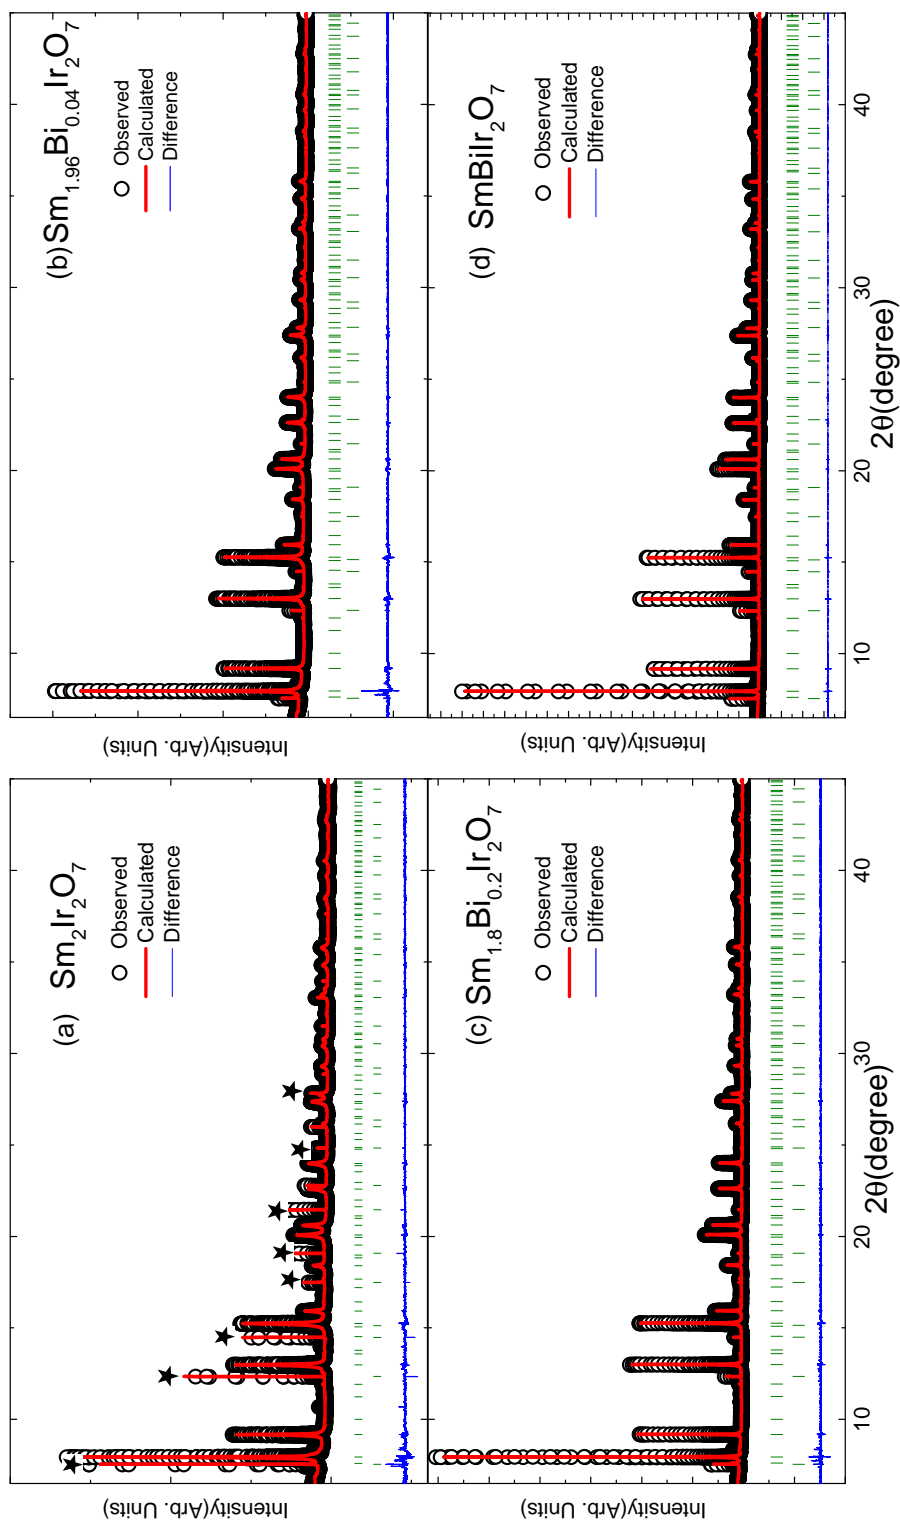 (a) Sm2Ir2O7
Observed
Calculated
Difference
Intensity(Arb. Units)
(b) Sm1.96Bi0.04Ir2O7
Observed
Calculated
Difference
Intensity(Arb. Units)
(c) Sm1.8Bi0.2Ir2O7
Observed
Calculated
Difference
Intensity(Arb. Units)
10 20 30 40
2θ(degree)
(d) SmBiIr2O7
Observed
Calculated
Difference
Intensity(Arb. Units)
10 20 30 40
2θ(degree)